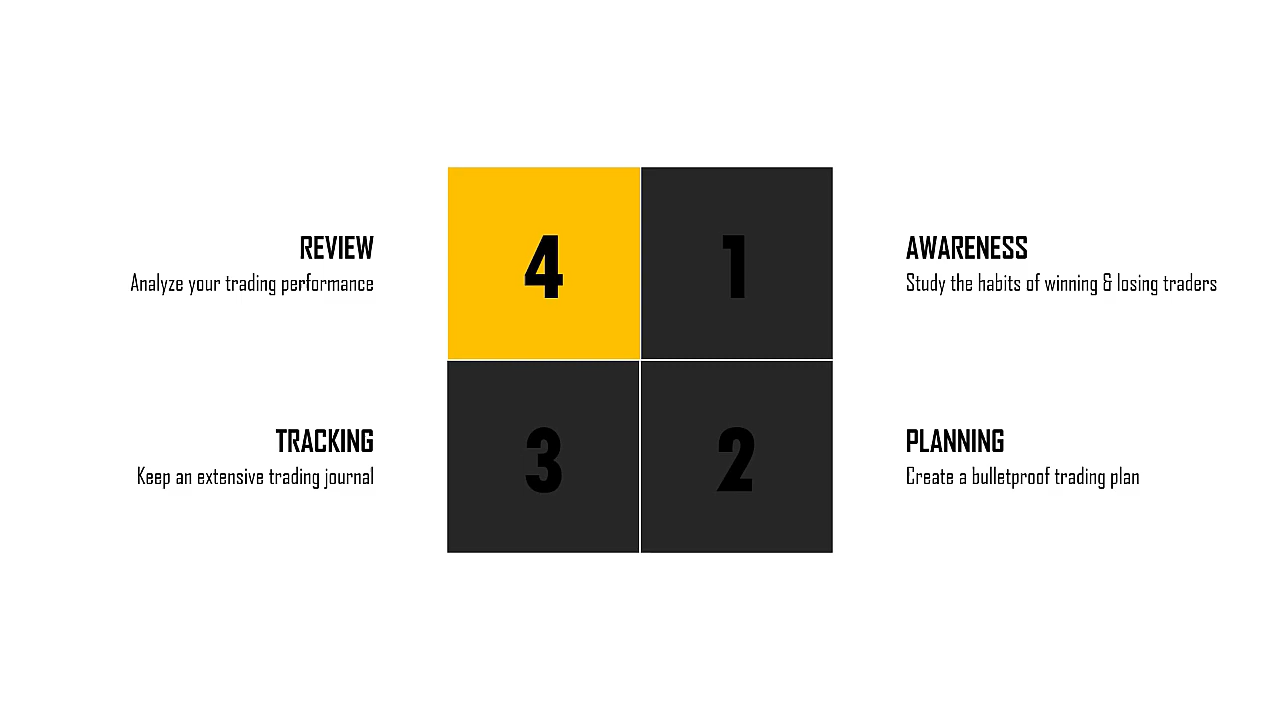 REVIEW
Analyze your trading performance
4
1
AWARENESS
Study the habits of winning & losing traders
TRACKING
Keep an extensive trading journal
3
2
PLANNING
Create a bulletproof trading plan